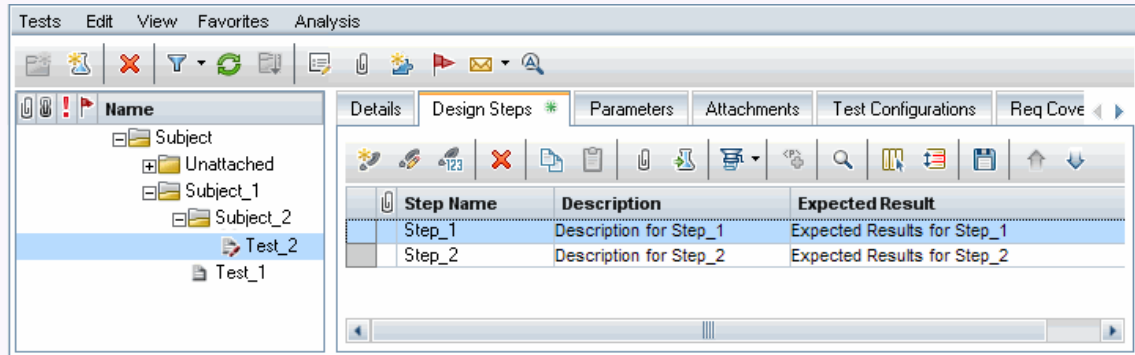 Tests Edit View Favorites Analysis
Name
Subject
Unattached
Subject_1
Subject_2
Test_2
Test_1
Details Design Steps Parameters Attachments Test Configurations Req Cove
123
<P>
Step Name Description Expected Result
Step_1 Description for Step_1 Expected Results for Step_1
Step_2 Description for Step_2 Expected Results for Step_2